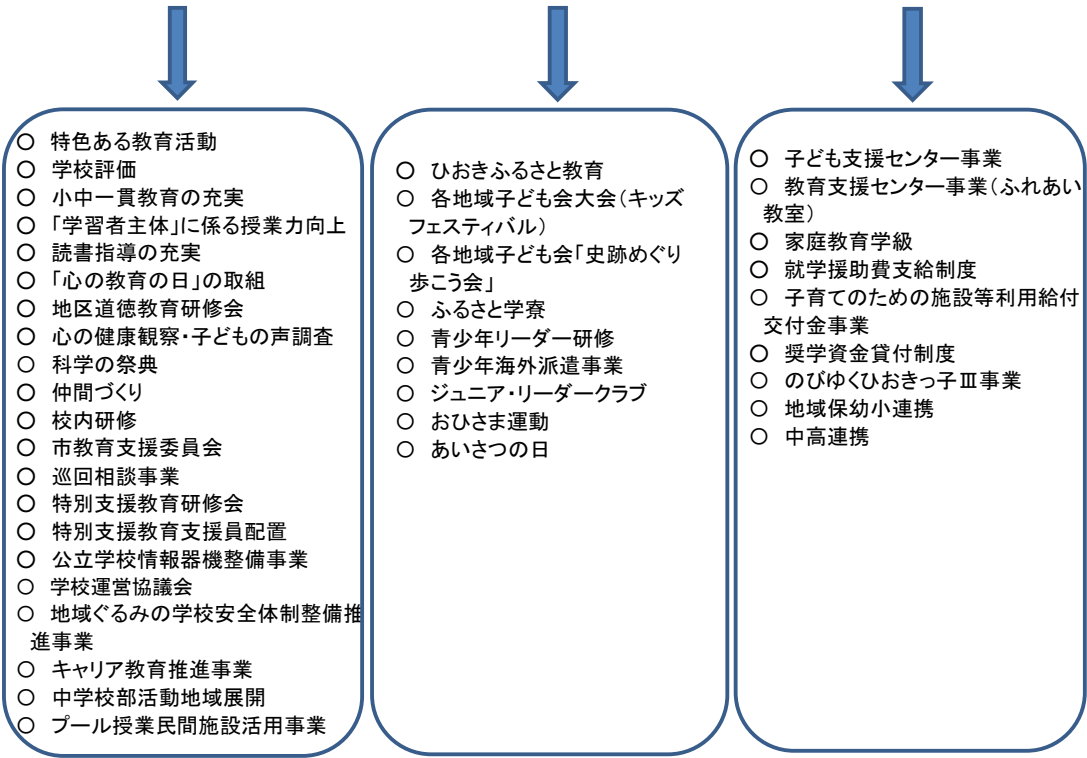 ○ 特色ある教育活動
○ 学校評価
○ 小中一貫教育の充実
○ 「学習者主体」に係る授業力向上
○ 読書指導の充実
○ 「心の教育の日」の取組
○ 地区道徳教育研修会
○ 心の健康観察・子どもの声調査
○ 科学の祭典
○ 仲間づくり
○ 校内研修
○ 市教育支援委員会
○ 巡回相談事業
○ 特別支援教育研修会
○ 特別支援教育支援員配置
○ 公立学校情報器機整備事業
○ 学校運営協議会
○ 地域ぐるみの学校安全体制整備推
進事業
○ キャリア教育推進事業
○ 中学校部活動地域展開
○ プール授業民間施設活用事業
○ ひおきふるさと教育
○ 各地域子ども会大会(キッズ
フェスティバル)
○ 各地域子ども会「史跡めぐり
歩こう会」
○ ふるさと学寮
○ 青少年リーダー研修
○ 青少年海外派遣事業
○ ジュニア・リーダークラブ
○ おひさま運動
○ あいさつの日
○ 子ども支援センター事業
○ 教育支援センター事業(ふれあい
教室)
○ 家庭教育学級
○ 就学援助費支給制度
○ 子育てのための施設等利用給付
交付金事業
○ 奨学資金貸付制度
○ のびゆくひおきっ子Ⅲ事業
○ 地域保幼小連携
○ 中高連携